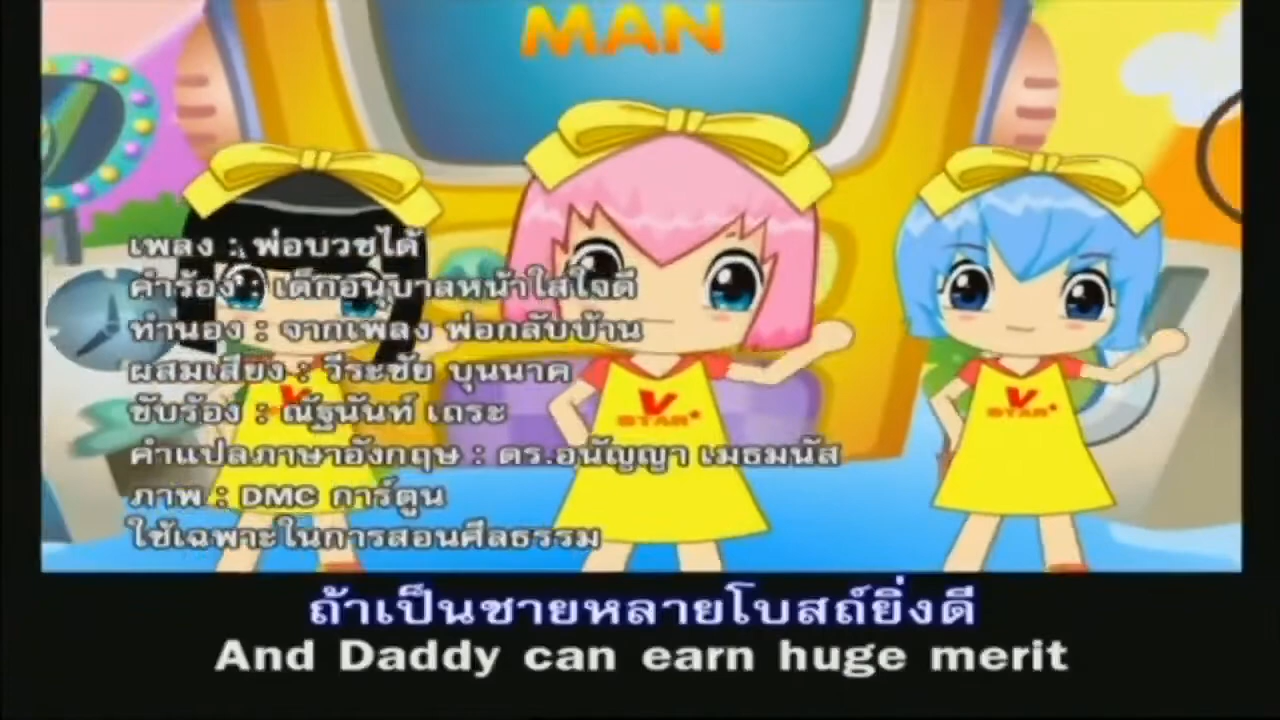 MAN
เพลง : พ่อบวชได้
คำร้อง : เด็กอนุบาลหน้าใสใจดี
ทำนอง : จากเพลง พ่อกลับบ้าน
ผสมเสียง : วีระชัย บุนนาค
ขับร้อง : ณัฐนันท์ เถระ
คำแปลภาษาอังกฤษ : ดร.อนัญญา เมธมนัส
ภาพ : DMC การ์ตูน
ใช้เฉพาะในการสอนศีลธรรม
V
STAR
V
STAR
ถ้าเป็นชายหลายโบสถ์ยิ่งดี
And Daddy can earn huge merit